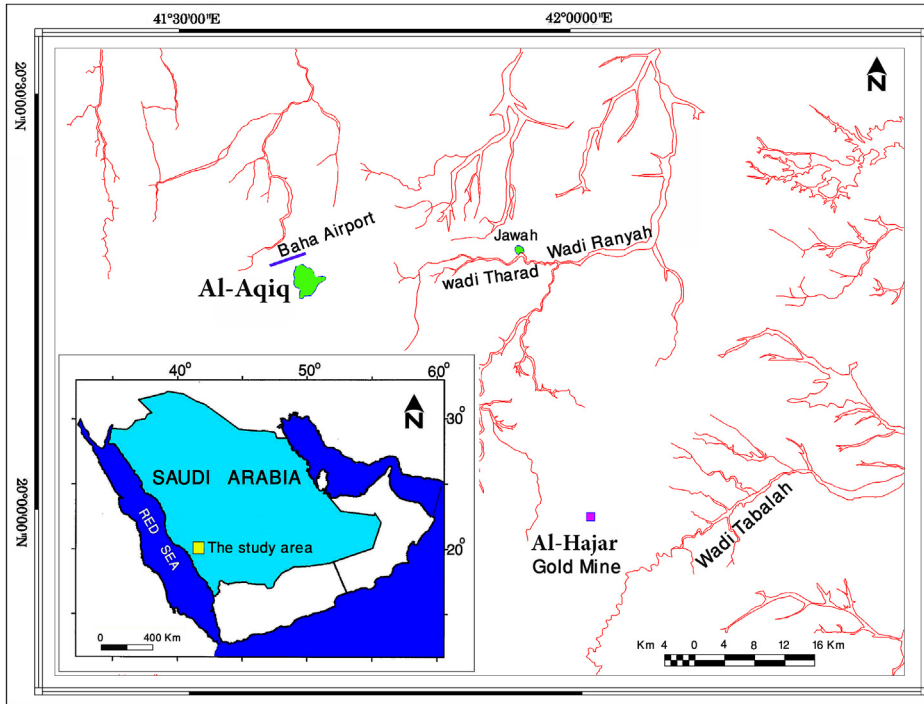 41°30'00"E
42°00'00"E
20°30'00"N
N
Baha Airport
Jawah
Wadi Ranyah
wadi Tharad
Al-Aqiq
40° 50° 60°
N
30°
SAUDI ARABIA
RED SEA
The study area
20°
0 400 Km
20°00'00"N
Al-Hajar
Gold Mine
Wadi Tabalah
Km 4 0 4 8 12 16 Km